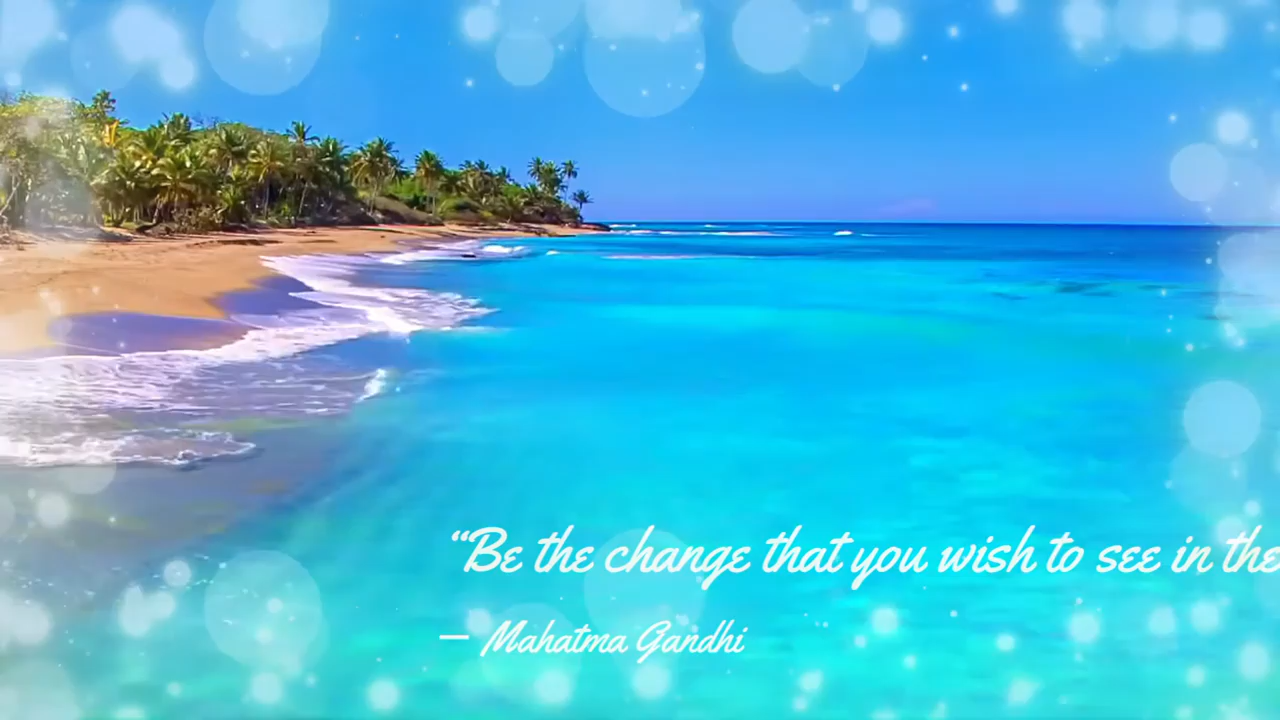 “Be the change that you wish to see in the
— Mahatma Gandhi